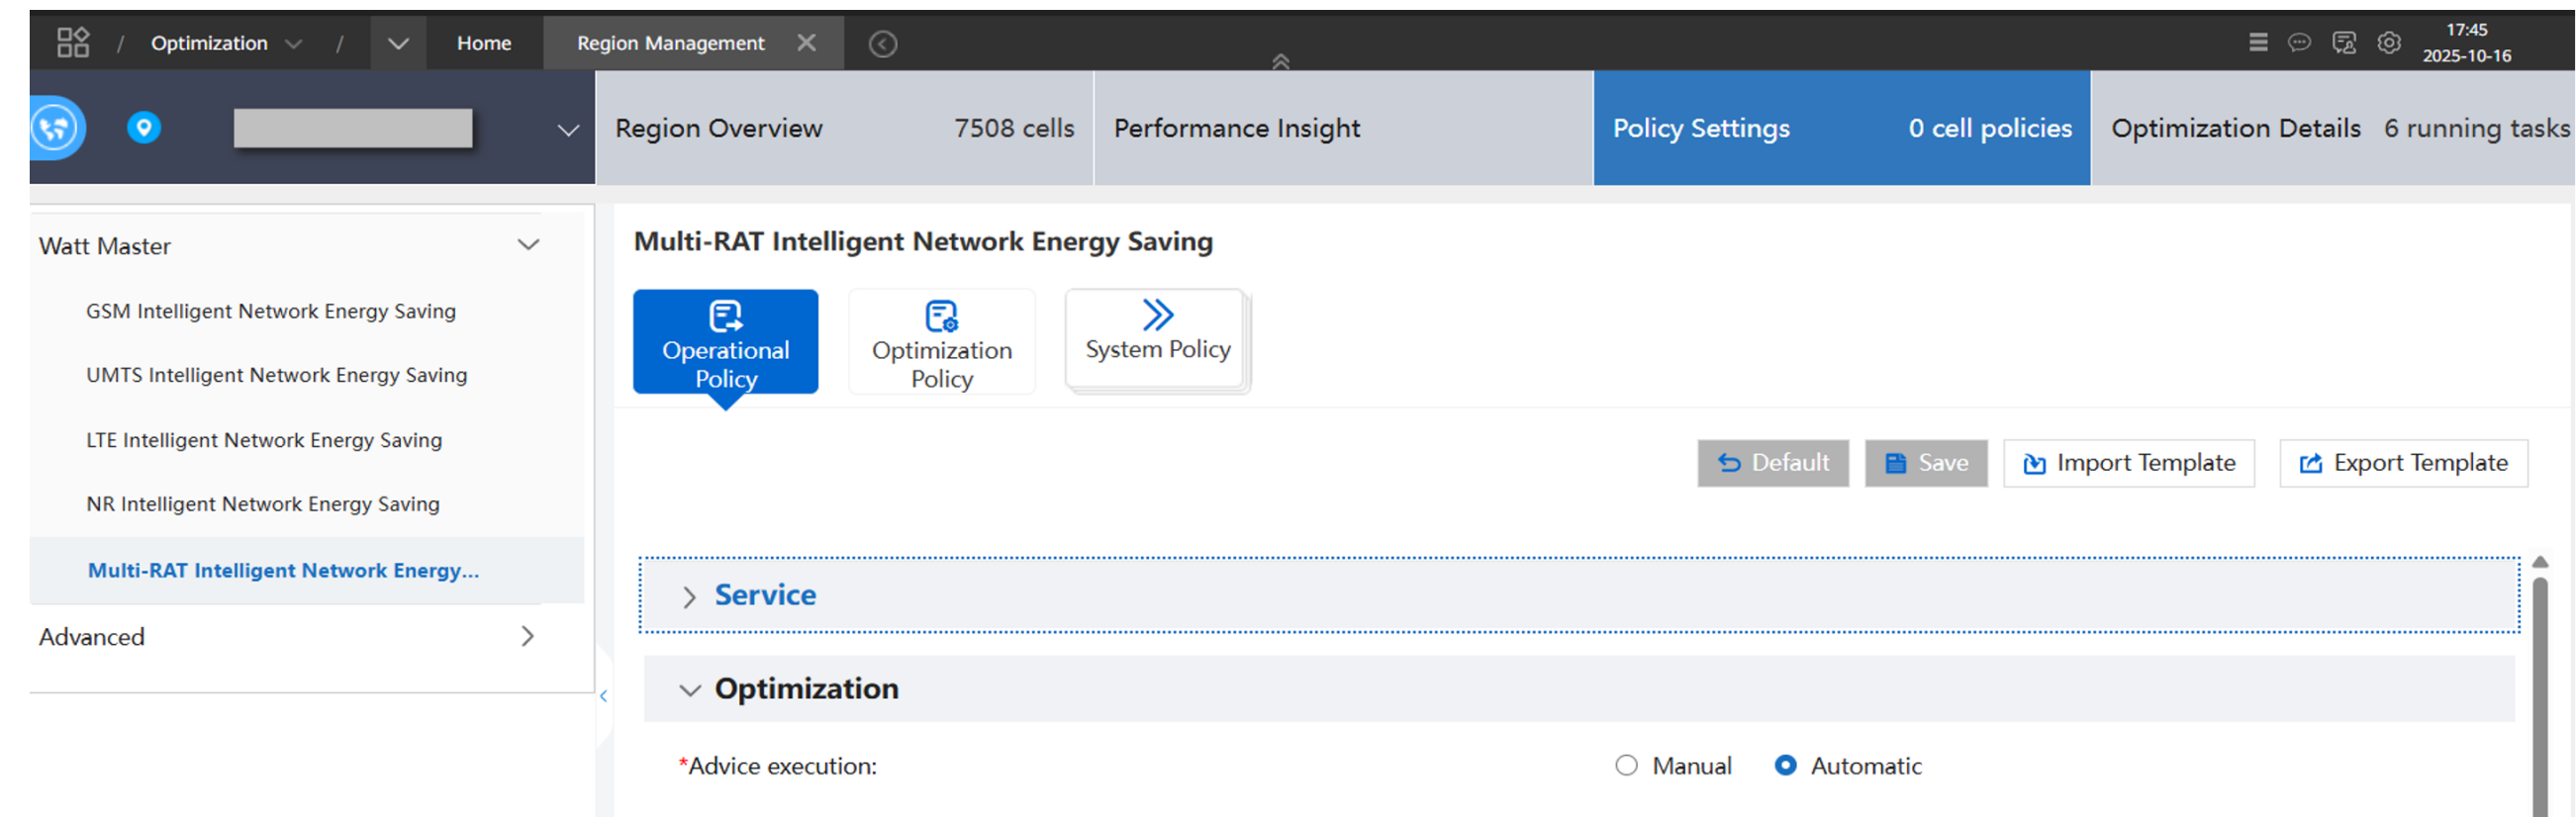 / Optimization / Home Region Management
17:45
2025-10-16
Region Overview 7508 cells Performance Insight Policy Settings 0 cell policies Optimization Details 6 running tasks
Watt Master
GSM Intelligent Network Energy Saving
UMTS Intelligent Network Energy Saving
LTE Intelligent Network Energy Saving
NR Intelligent Network Energy Saving
Multi-RAT Intelligent Network Energy...
Advanced
Multi-RAT Intelligent Network Energy Saving
Operational
Policy
Optimization
Policy
System Policy
Default Save Import Template Export Template
Service
Optimization
*Advice execution: Manual Automatic